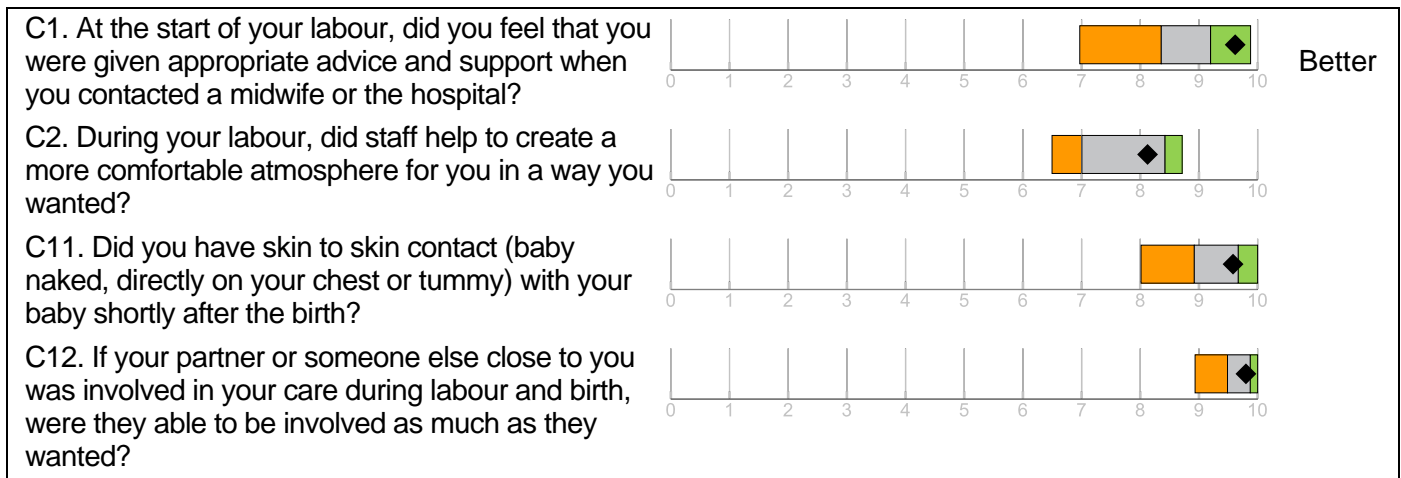 C1. At the start of your labour, did you feel that you
were given appropriate advice and support when
you contacted a midwife or the hospital?
0 1 2 3 4 5 6 7 8 9 10
Better
C2. During your labour, did staff help to create a
more comfortable atmosphere for you in a way you
wanted?
0 1 2 3 4 5 6 7 8 9 10
C11. Did you have skin to skin contact (baby
naked, directly on your chest or tummy) with your
baby shortly after the birth?
0 1 2 3 4 5 6 7 8 9 10
C12. If your partner or someone else close to you
was involved in your care during labour and birth,
were they able to be involved as much as they
wanted?
0 1 2 3 4 5 6 7 8 9 10